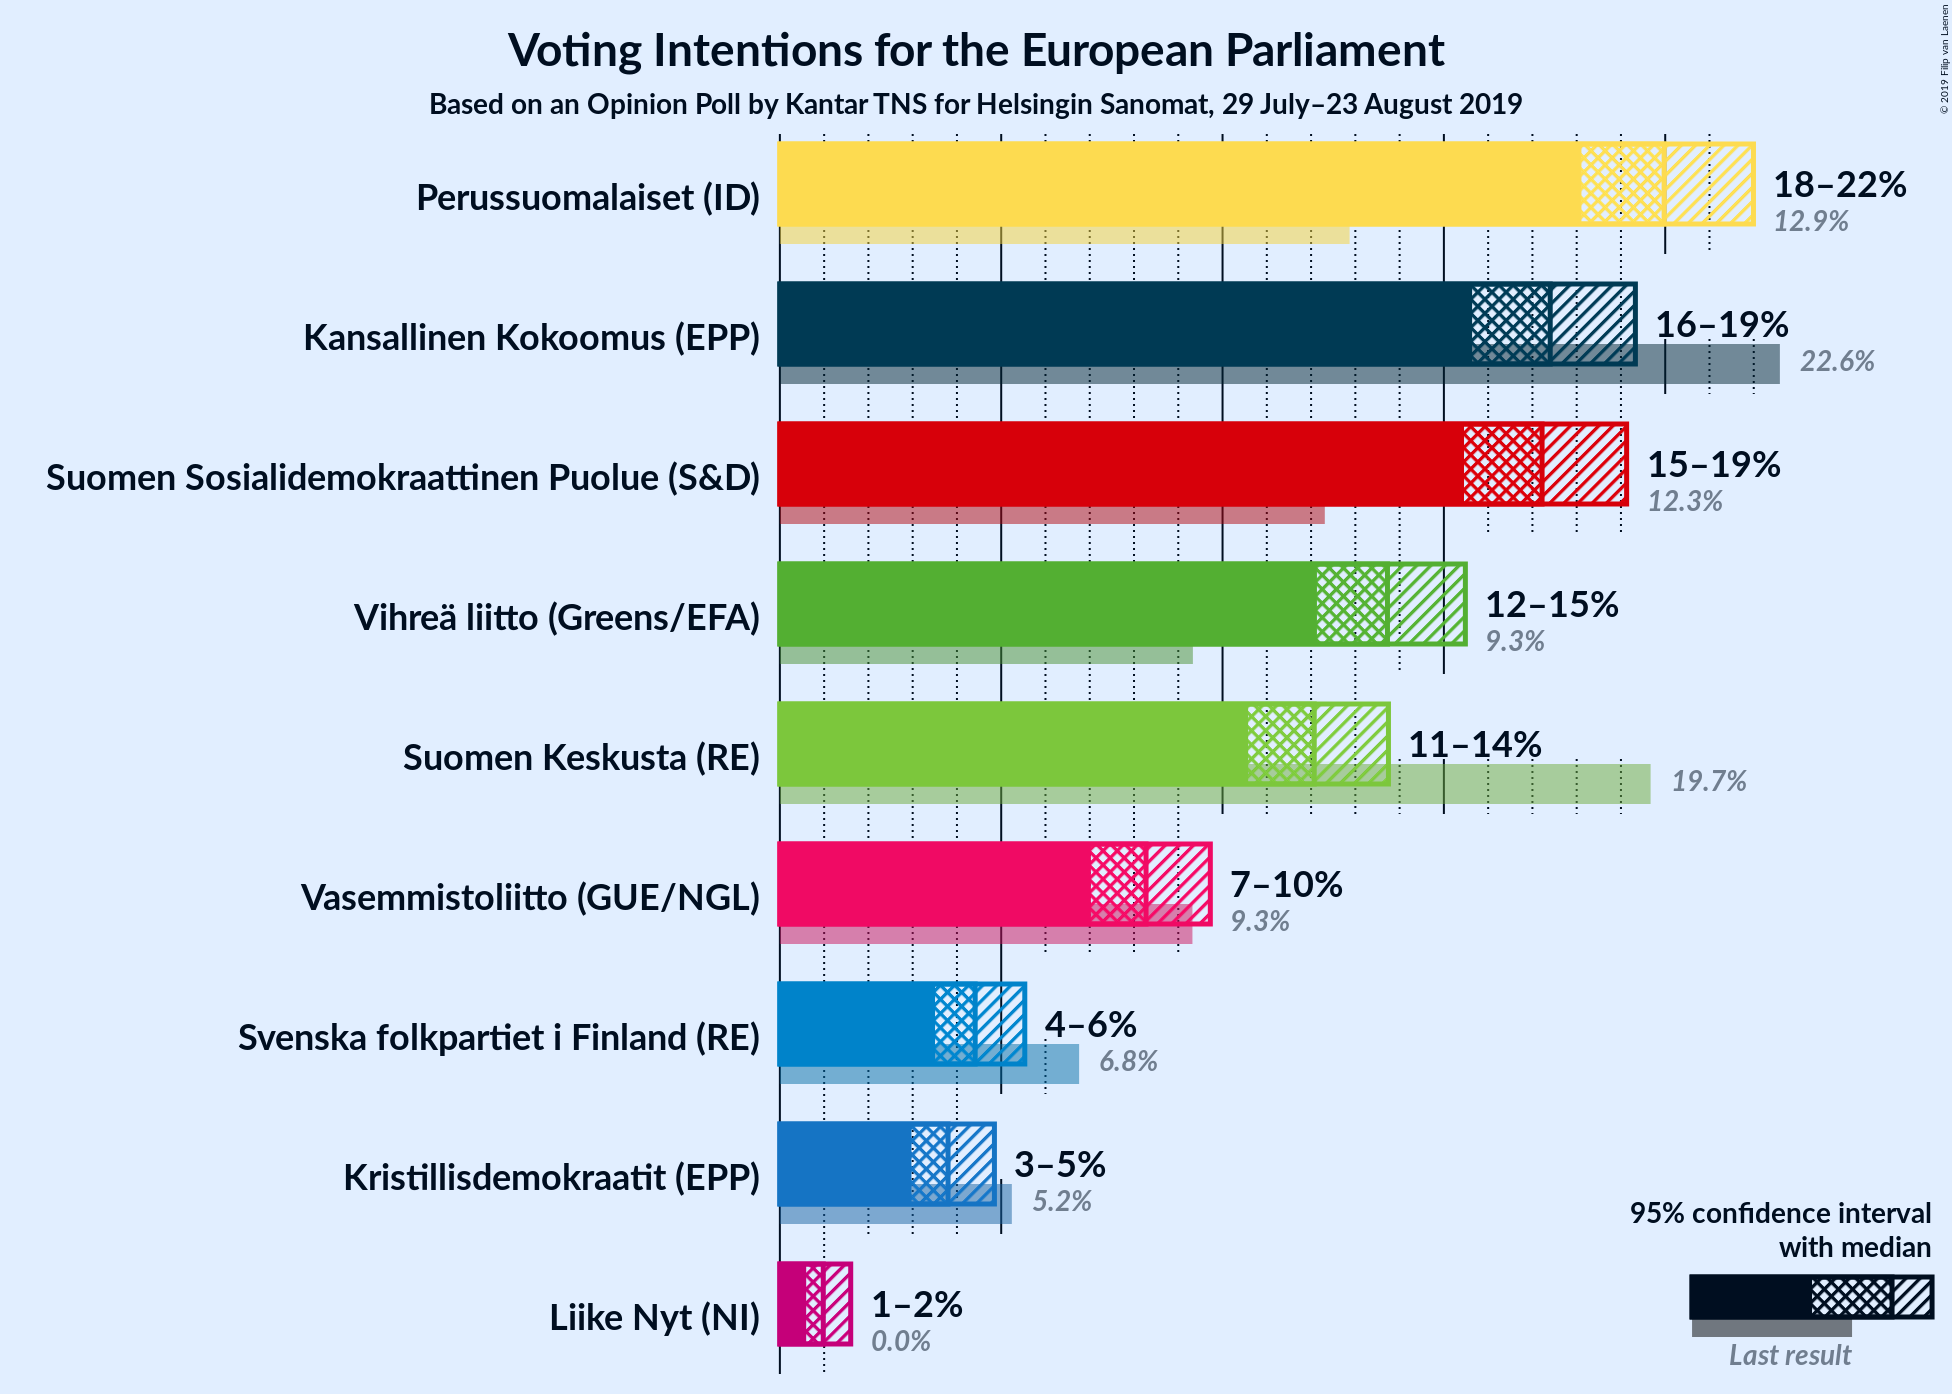 Voting Intentions for the European Parliament
Based on an Opinion Poll by Kantar TNS for Helsingin Sanomat, 29 July–23 August 2019
© 2019 Filip van Laenen
Perussuomalaiset (ID)
18–22%
12.9%
Kansallinen Kokoomus (EPP)
16–19%
22.6%
Suomen Sosialidemokraattinen Puolue (S&D)
15–19%
12.3%
Vihreä liitto (Greens/EFA)
12–15%
9.3%
Suomen Keskusta (RE)
11–14%
19.7%
Vasemmistoliitto (GUE/NGL)
7–10%
9.3%
Svenska folkpartiet i Finland (RE)
4–6%
6.8%
Kristillisdemokraatit (EPP)
3–5%
5.2%
Liike Nyt (NI)
1–2%
0.0%
95% confidence interval
with median
Last result